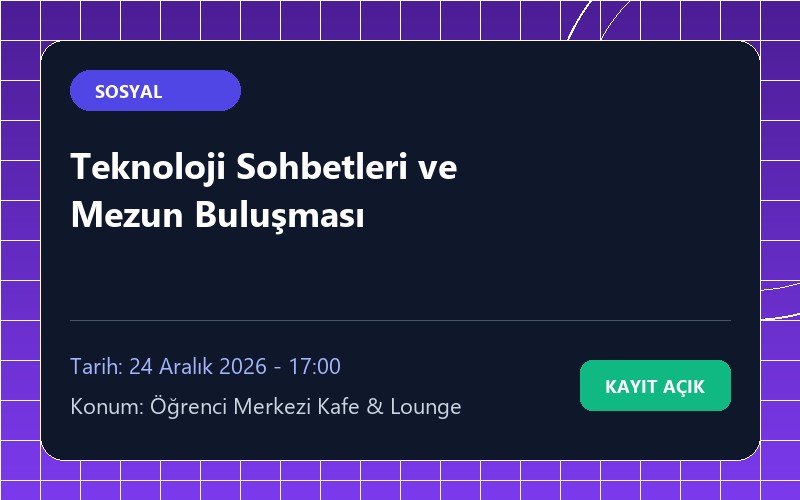 SOSYAL
Teknoloji Sohbetleri ve
Mezun Buluşması
Tarih: 24 Aralık 2026 - 17:00
Konum: Öğrenci Merkezi Kafe & Lounge
KAYIT AÇIK